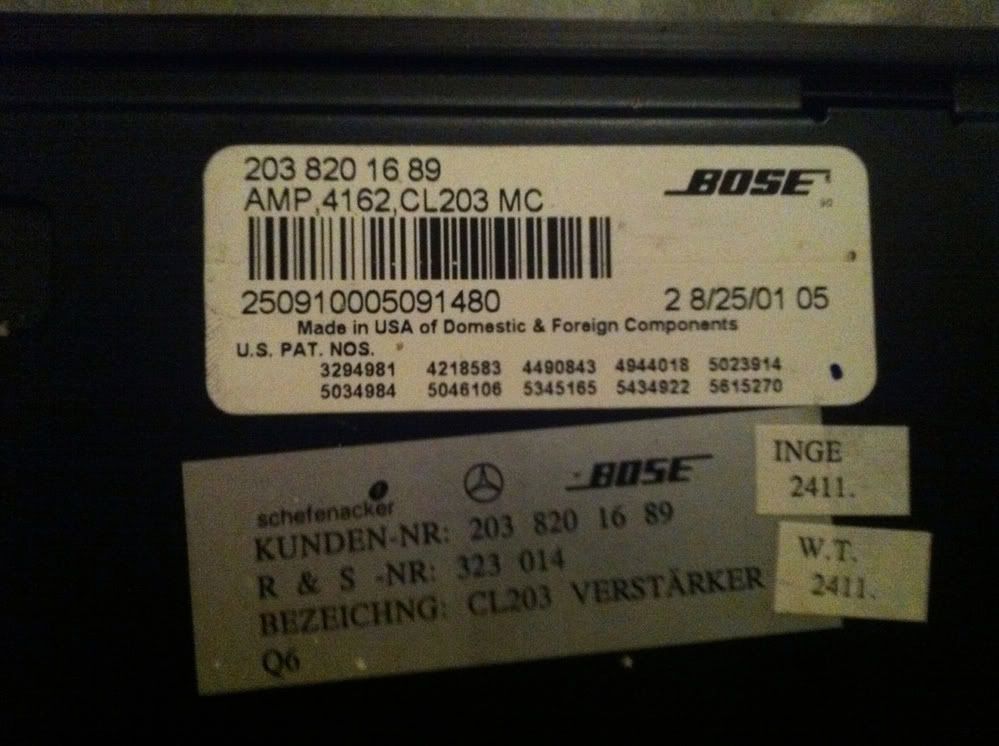 203 820 16 89
AMP,4162,CL203 MC
BOSE
250910005091480
2 8/25/01 05
Made in USA of Domestic & Foreign Components
U.S. PAT. NOS.
3294981 4218583 4490843 4944018 5023914
5034984 5046106 5345165 5434922 5615270
schefenacker
BOSE
KUNDEN-NR: 203 820 16 89
R & S -NR: 323 014
BEZEICHNG: CL203 VERSTÄRKER
Q6
INGE
2411.
W.T.
2411.